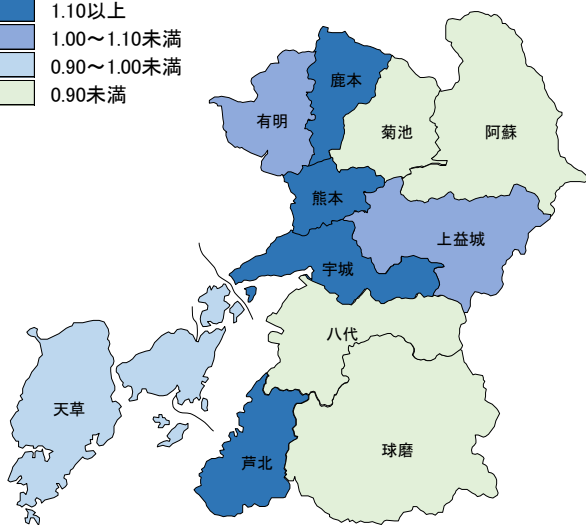 1.10以上
1.00～1.10未満
0.90～1.00未満
0.90未満
鹿本
有明
菊池
阿蘇
熊本
上益城
宇城
八代
天草
球磨
芦北